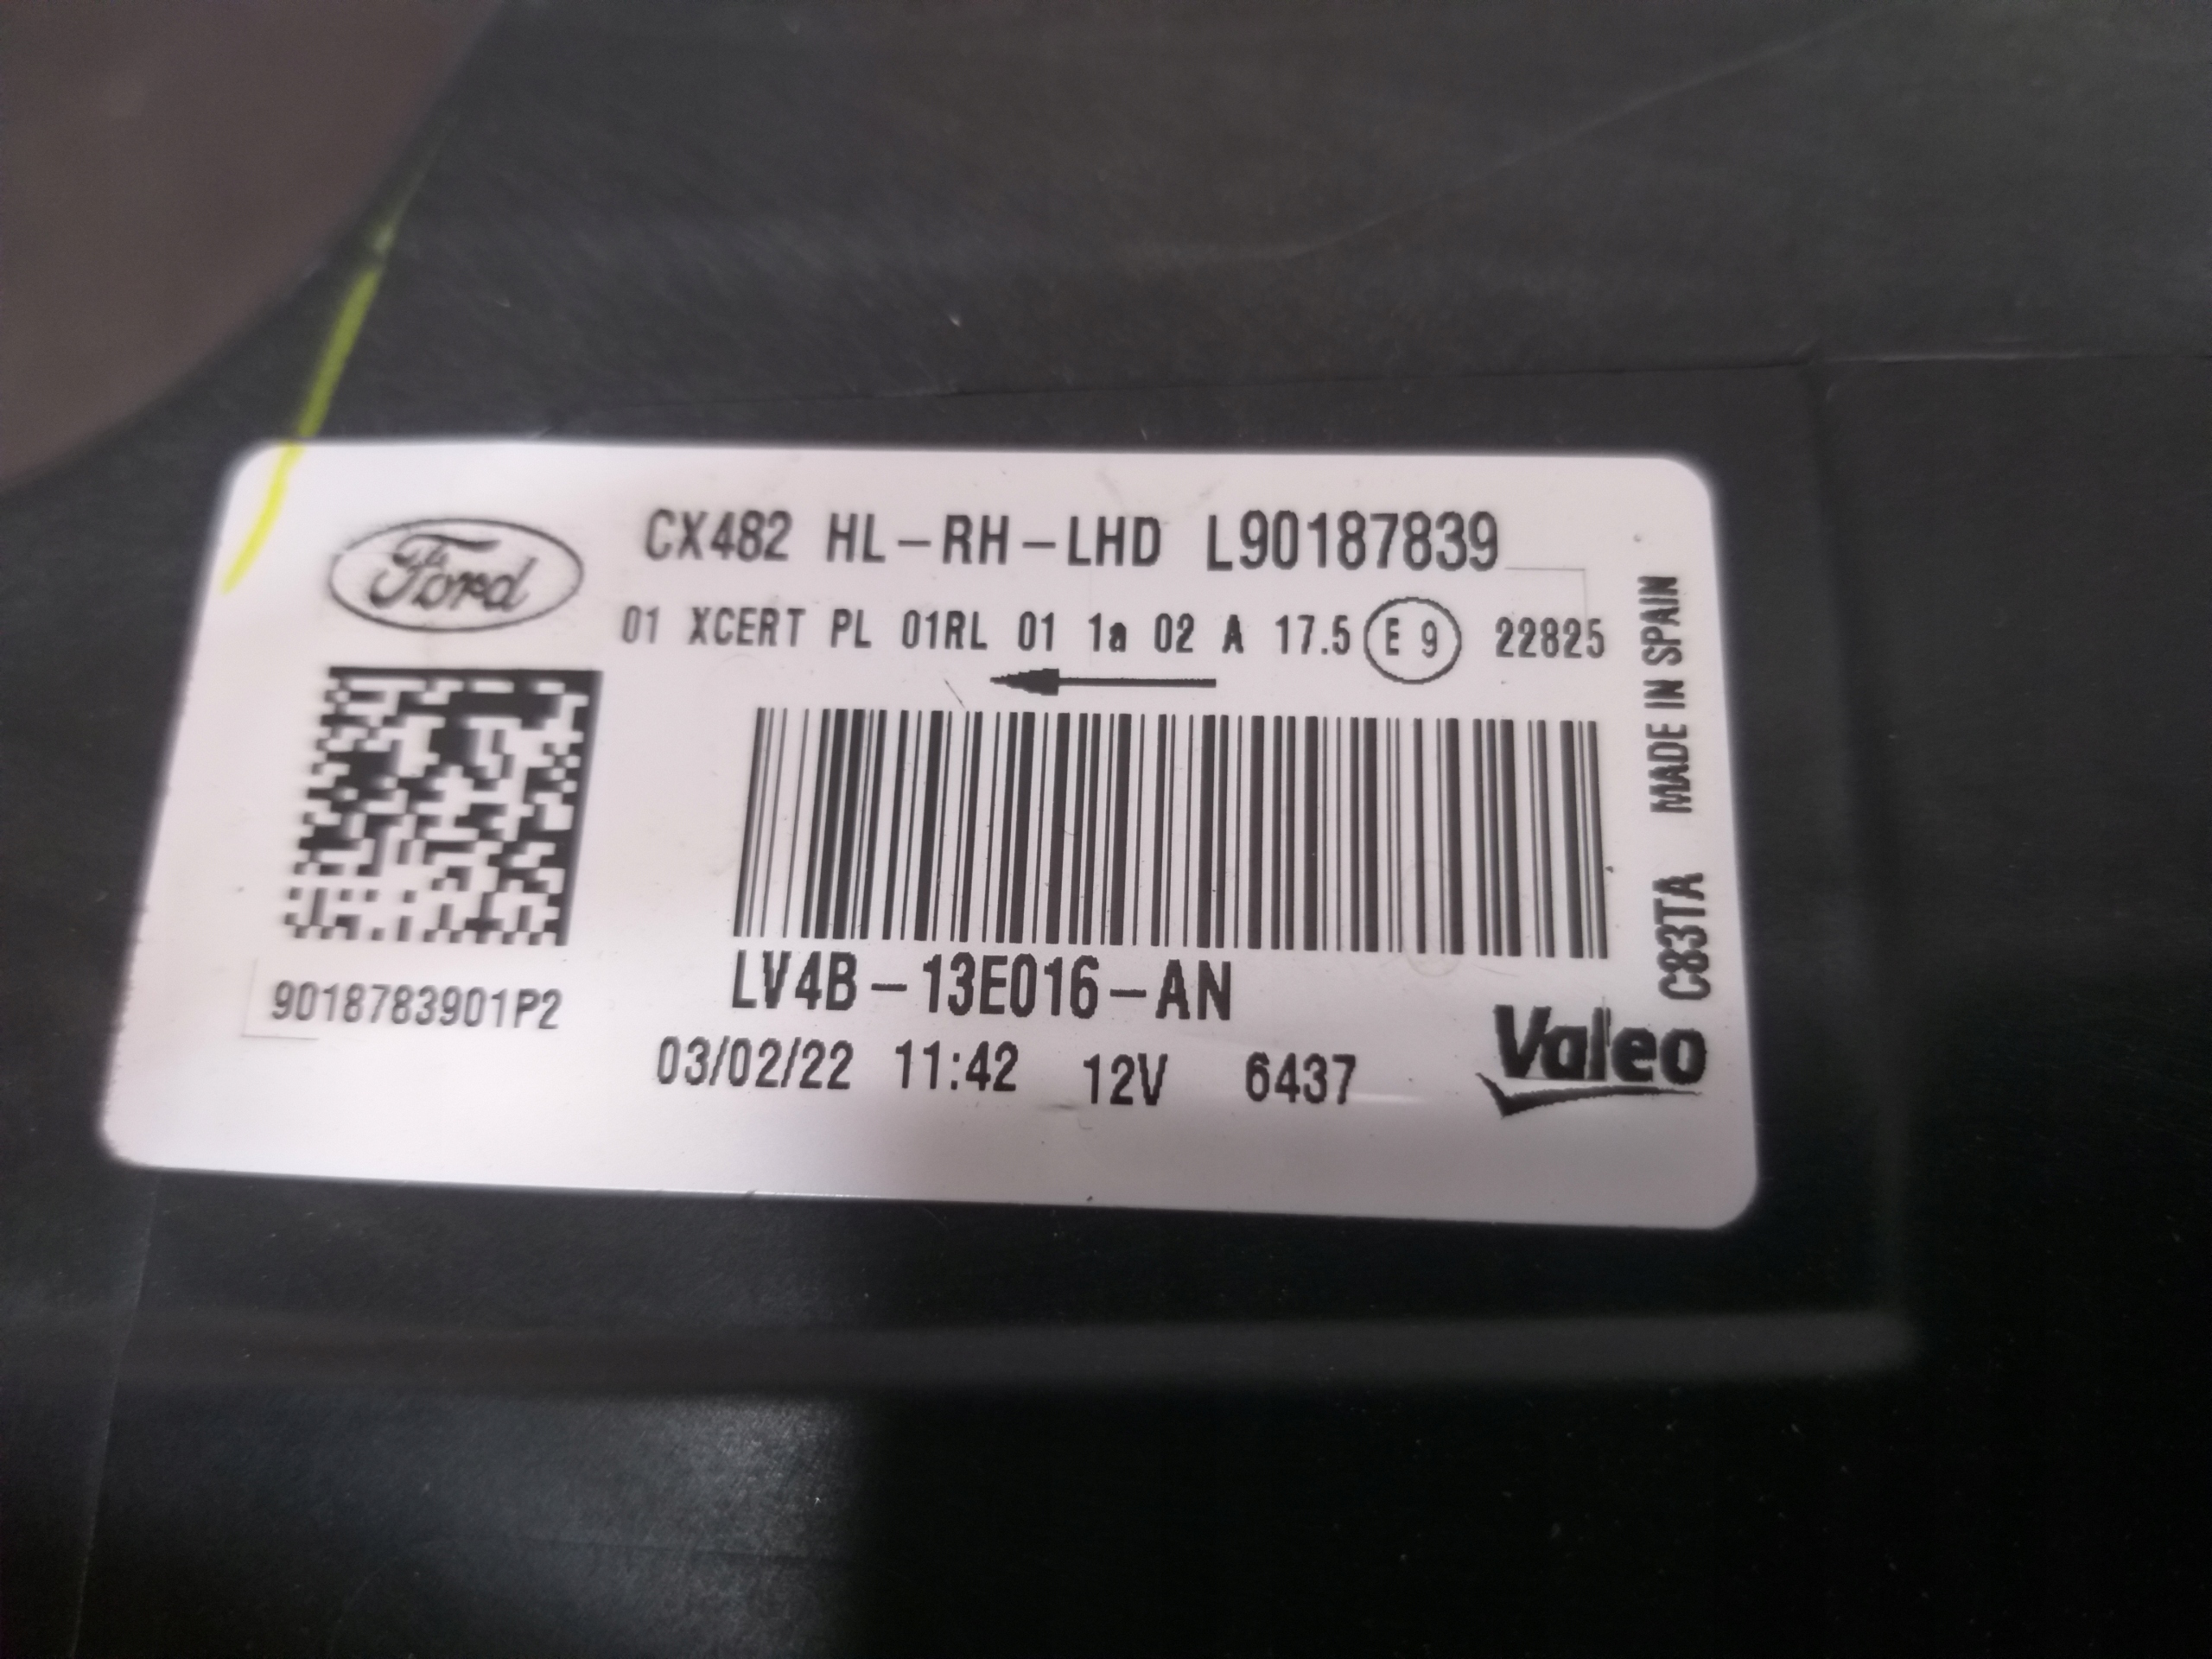 Ford
CX482 HL-RH-LHD L90187839
01 XCERT PL 01RL 01 1a 02 A 17.5 E 9 22825
LV4B-13E016-AN
9018783901P2
03/02/22 11:42 12V 6437
Valeo
C83TA MADE IN SPAIN